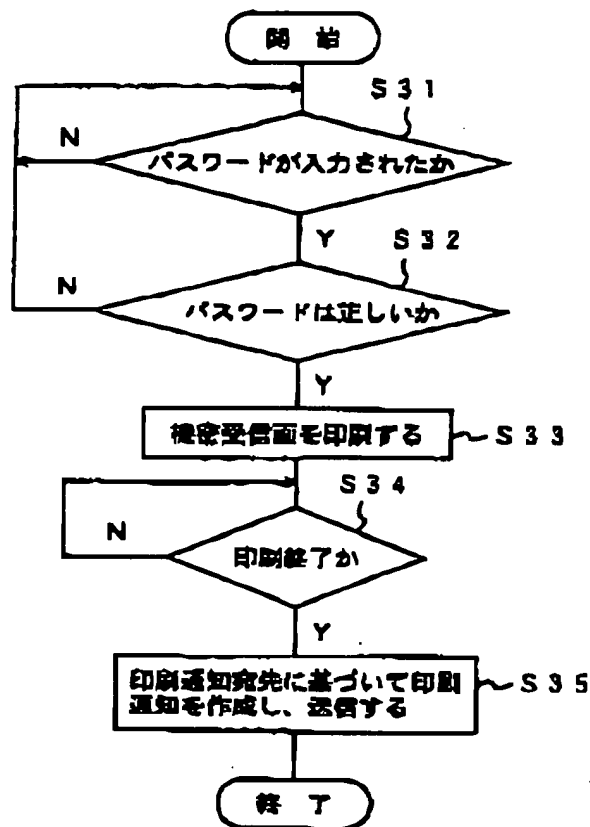 開 始
S31
N
パスワードが入力されたか
Y
S32
N
パスワードは正しいか
Y
機密受信画を印刷する
S33
S34
N
印刷終了か
Y
印刷通知宛先に基づいて印刷
通知を作成し、送信する
S35
終 了